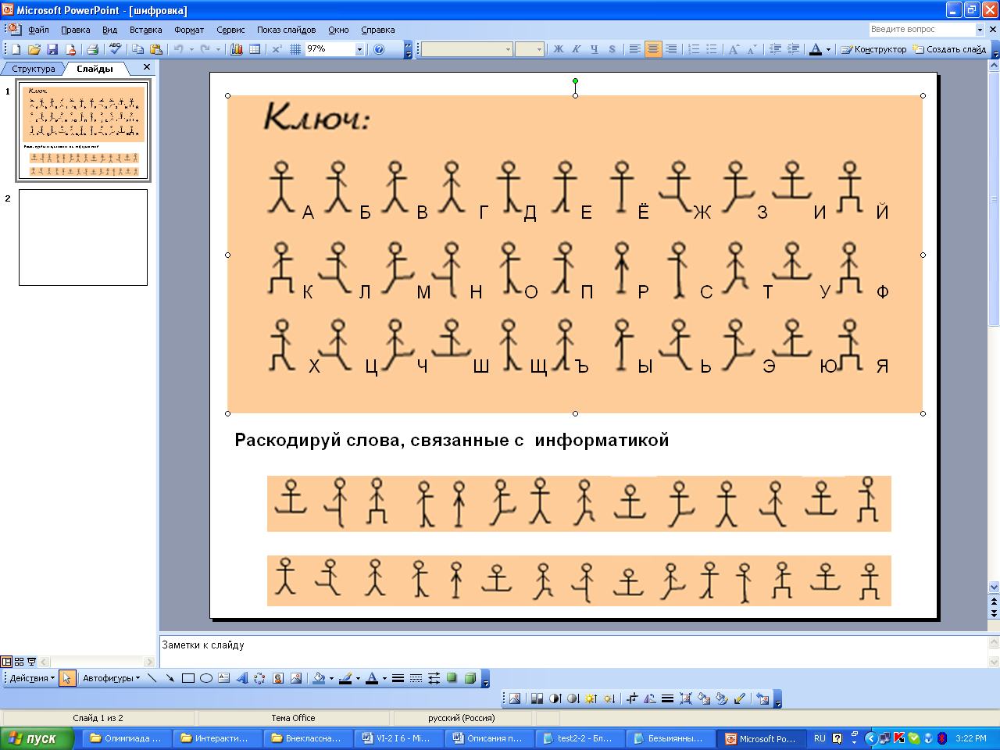 Microsoft PowerPoint - [шифровка]
Файл Правка Вид Вставка Формат Сервис Показ слайдов Окно Справка Введите вопрос
97% Ж К Ч S А Конструктор Создать слайд
Структура Слайды
1
2
Ключ:
А Б В Г Д Е Ё Ж З И Й
К Л М Н О П Р С Т У Ф
Х Ц Ч Ш Щ Ъ Ы Ь Э Ю Я
Раскодируй слова, связанные с информатикой
Заметки к слайду
Действия Автофигуры
Слайд 1 из 2 Тема Office русский (Россия)
пуск Олимпиада ... Интеракти... Внеклассна... VI-2 I 6 - Mi... Описания п... test2-2 - Бл... Безымянны... Microsoft Po... RU 3:22 PM